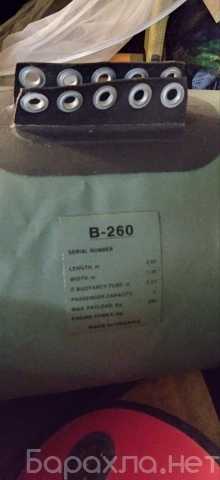 B-260
SERIAL NUMBER
LENGTH, m
WIDTH, m
BUOYANCY TUBE
PASSENGER CAPACITY
MAX PAYLOAD, kg
ENGINE POWER,
MADE IN UKRAINE
Барахла.нет